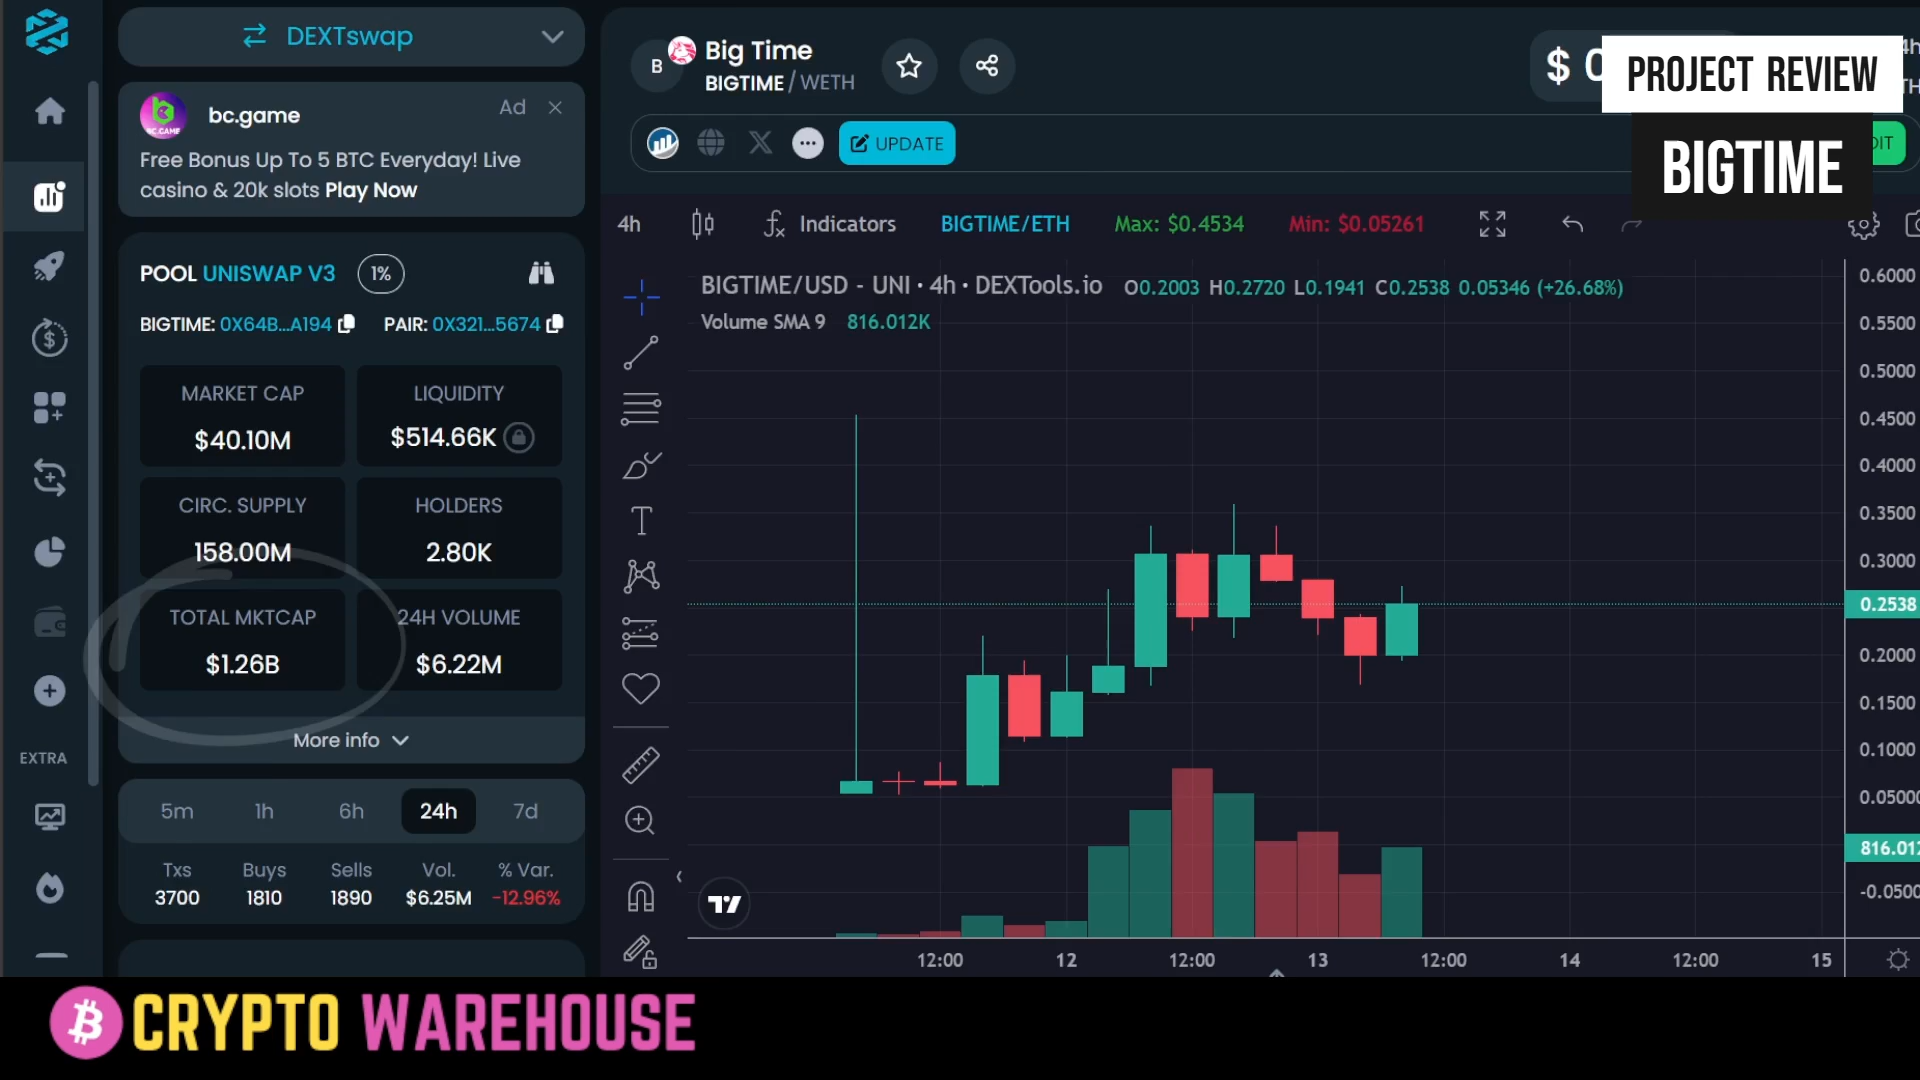 DEXTswap
bc.game
Ad
BC.GAME
Free Bonus Up To 5 BTC Everyday! Live
casino & 20k slots Play Now
POOL UNISWAP V3 1%
BIGTIME: 0X64B...A194 PAIR: 0X321...5674
MARKET CAP
$40.10M
LIQUIDITY
$514.66K
CIRC. SUPPLY
158.00M
HOLDERS
2.80K
TOTAL MKTCAP
$1.26B
24H VOLUME
$6.22M
More info
EXTRA
5m 1h 6h 24h 7d
Txs Buys Sells Vol. % Var.
3700 1810 1890 $6.25M -12.96%
B
Big Time
BIGTIME / WETH
UPDATE
$ 0
PROJECT REVIEW
BIGTIME
4h Indicators BIGTIME/ETH Max: $0.4534 Min: $0.05261
BIGTIME/USD - UNI • 4h • DEXTools.io O0.2003 H0.2720 L0.1941 C0.2538 0.05346 (+26.68%)
Volume SMA 9 816.012K
0.6000
0.5500
0.5000
0.4500
0.4000
0.3500
0.3000
0.2538
0.2000
0.1500
0.1000
0.0500
816.012
-0.0500
12:00 12 12:00 13 12:00 14 12:00 15
CRYPTO WAREHOUSE